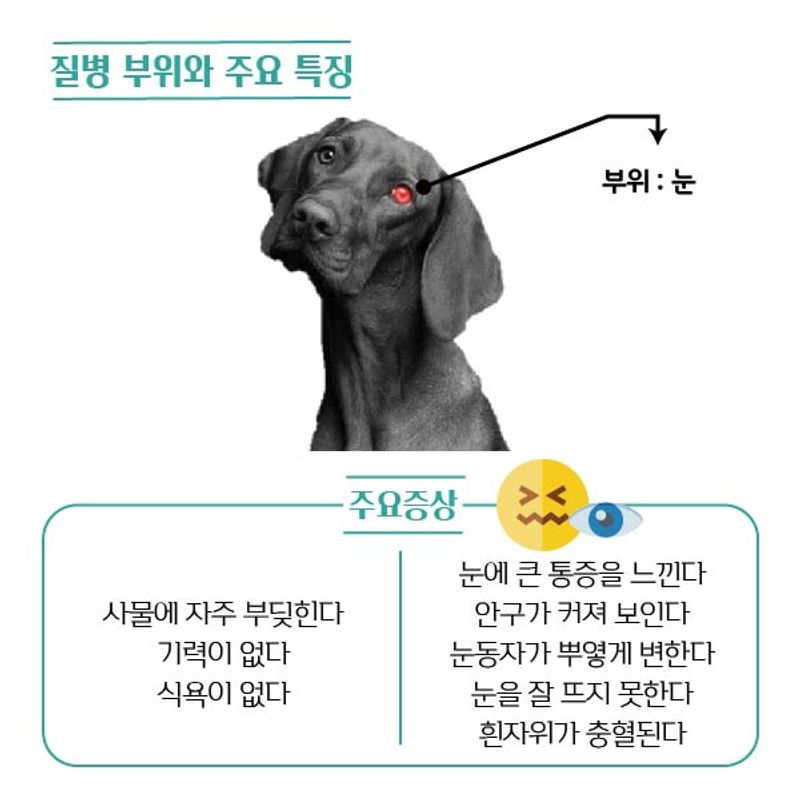 질병 부위와 주요 특징
부위 : 눈
주요증상
사물에 자주 부딪힌다
기력이 없다
식욕이 없다
눈에 큰 통증을 느낀다
안구가 커져 보인다
눈동자가 뿌옇게 변한다
눈을 잘 뜨지 못한다
흰자위가 충혈된다